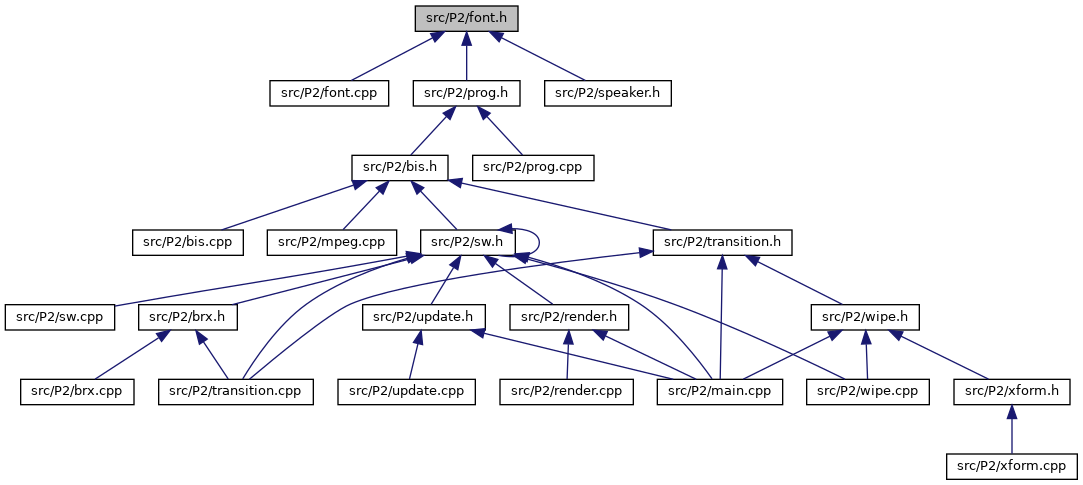 src/P2/font.h
src/P2/font.cpp
src/P2/prog.h
src/P2/speaker.h
src/P2/bis.h
src/P2/prog.cpp
src/P2/bis.cpp
src/P2/mpeg.cpp
src/P2/sw.h
src/P2/transition.h
src/P2/sw.cpp
src/P2/brx.h
src/P2/update.h
src/P2/render.h
src/P2/wipe.h
src/P2/brx.cpp
src/P2/transition.cpp
src/P2/update.cpp
src/P2/render.cpp
src/P2/main.cpp
src/P2/wipe.cpp
src/P2/xform.h
src/P2/xform.cpp